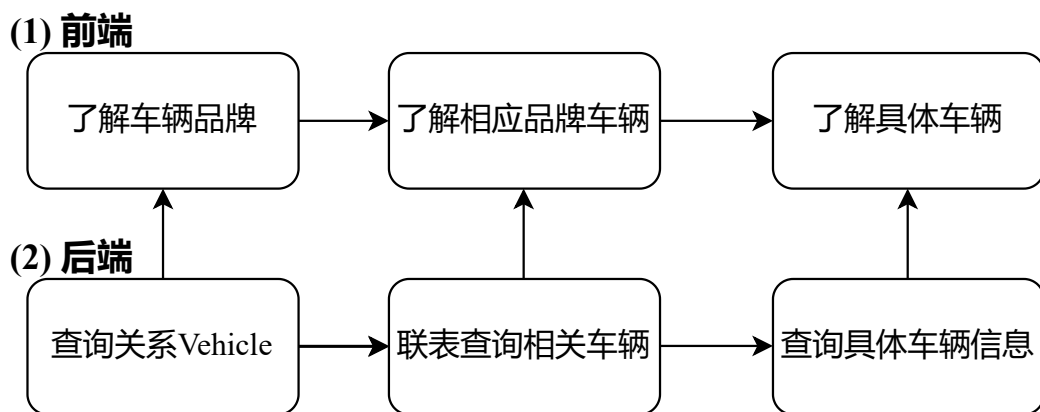 (1) 前端
了解车辆品牌
了解相应品牌车辆
了解具体车辆
(2) 后端
查询关系Vehicle
联表查询相关车辆
查询具体车辆信息